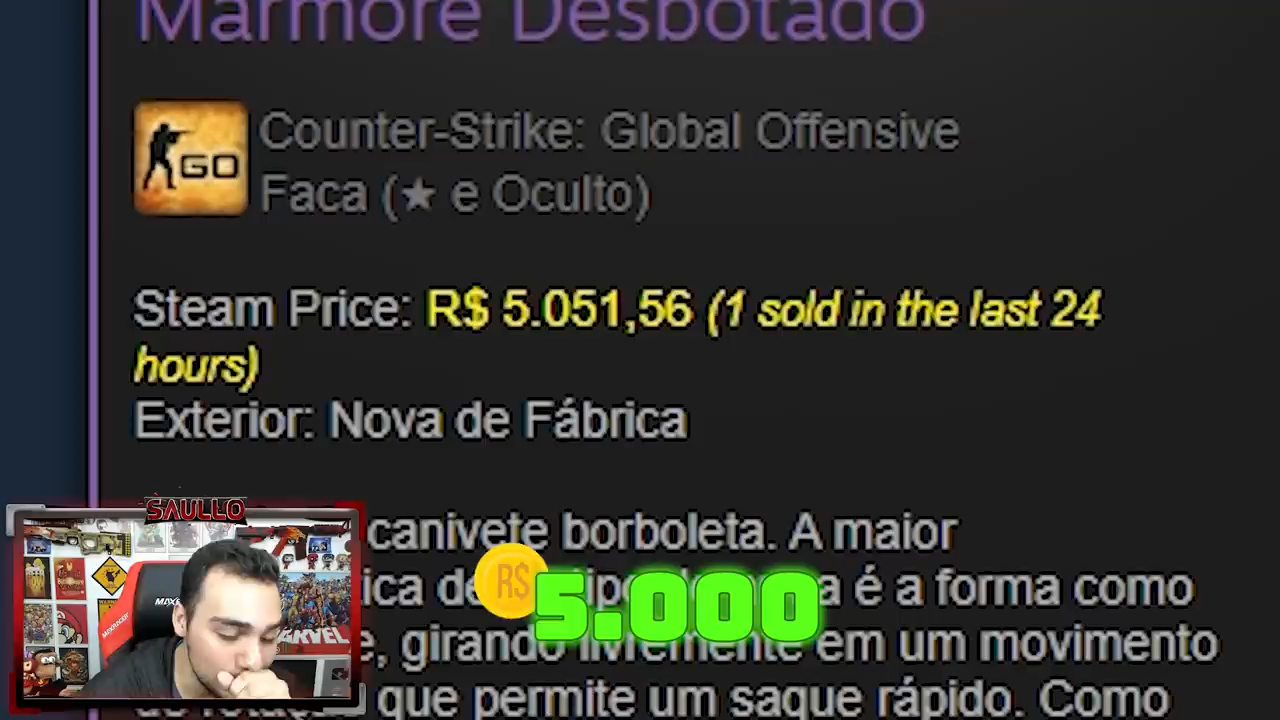 Mármore Desbotado
GO
Counter-Strike: Global Offensive
Faca (★ e Oculto)
Steam Price: R$ 5.051,56 (1 sold in the last 24
hours)
Exterior: Nova de Fábrica
SAULLO
canivete borboleta. A maior
é a forma como
R$ 5.000
girando livremente em um movimento
que permite um saque rápido. Como
MARVEL